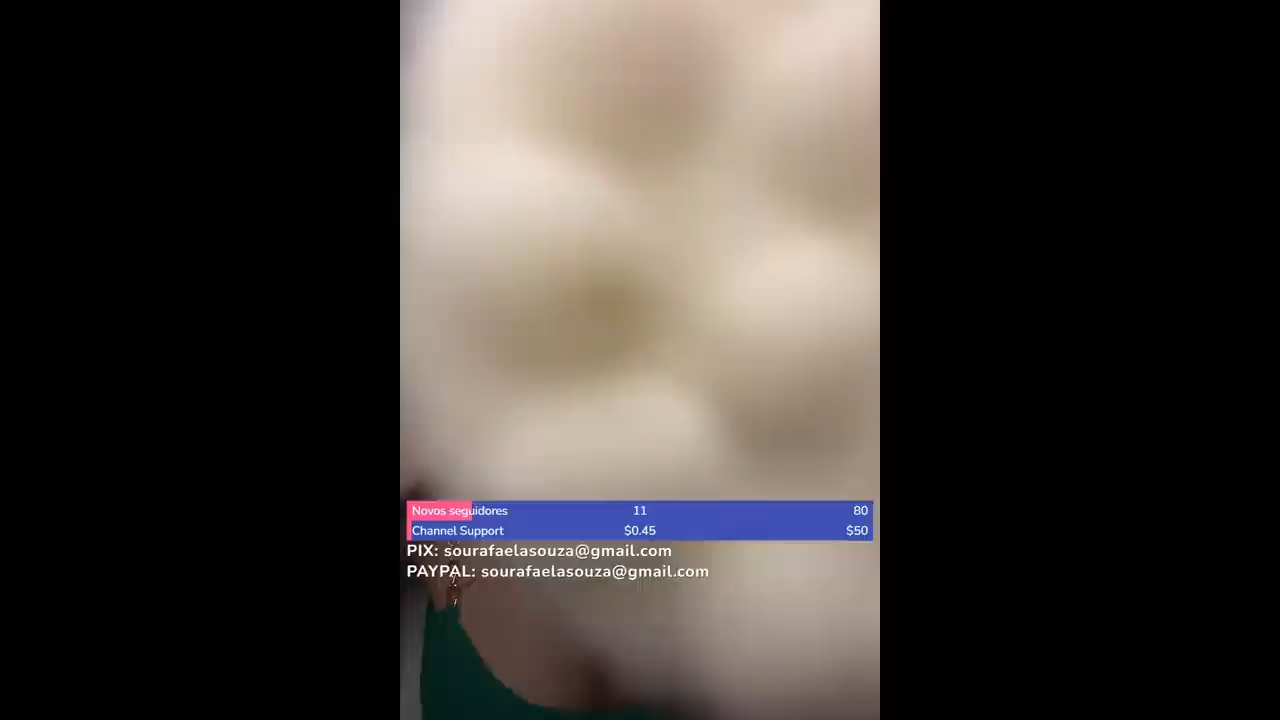 Novos seguidores 11 80
Channel Support $0.45 $50
PIX: sourafaelasouza@gmail.com
PAYPAL: sourafaelasouza@gmail.com